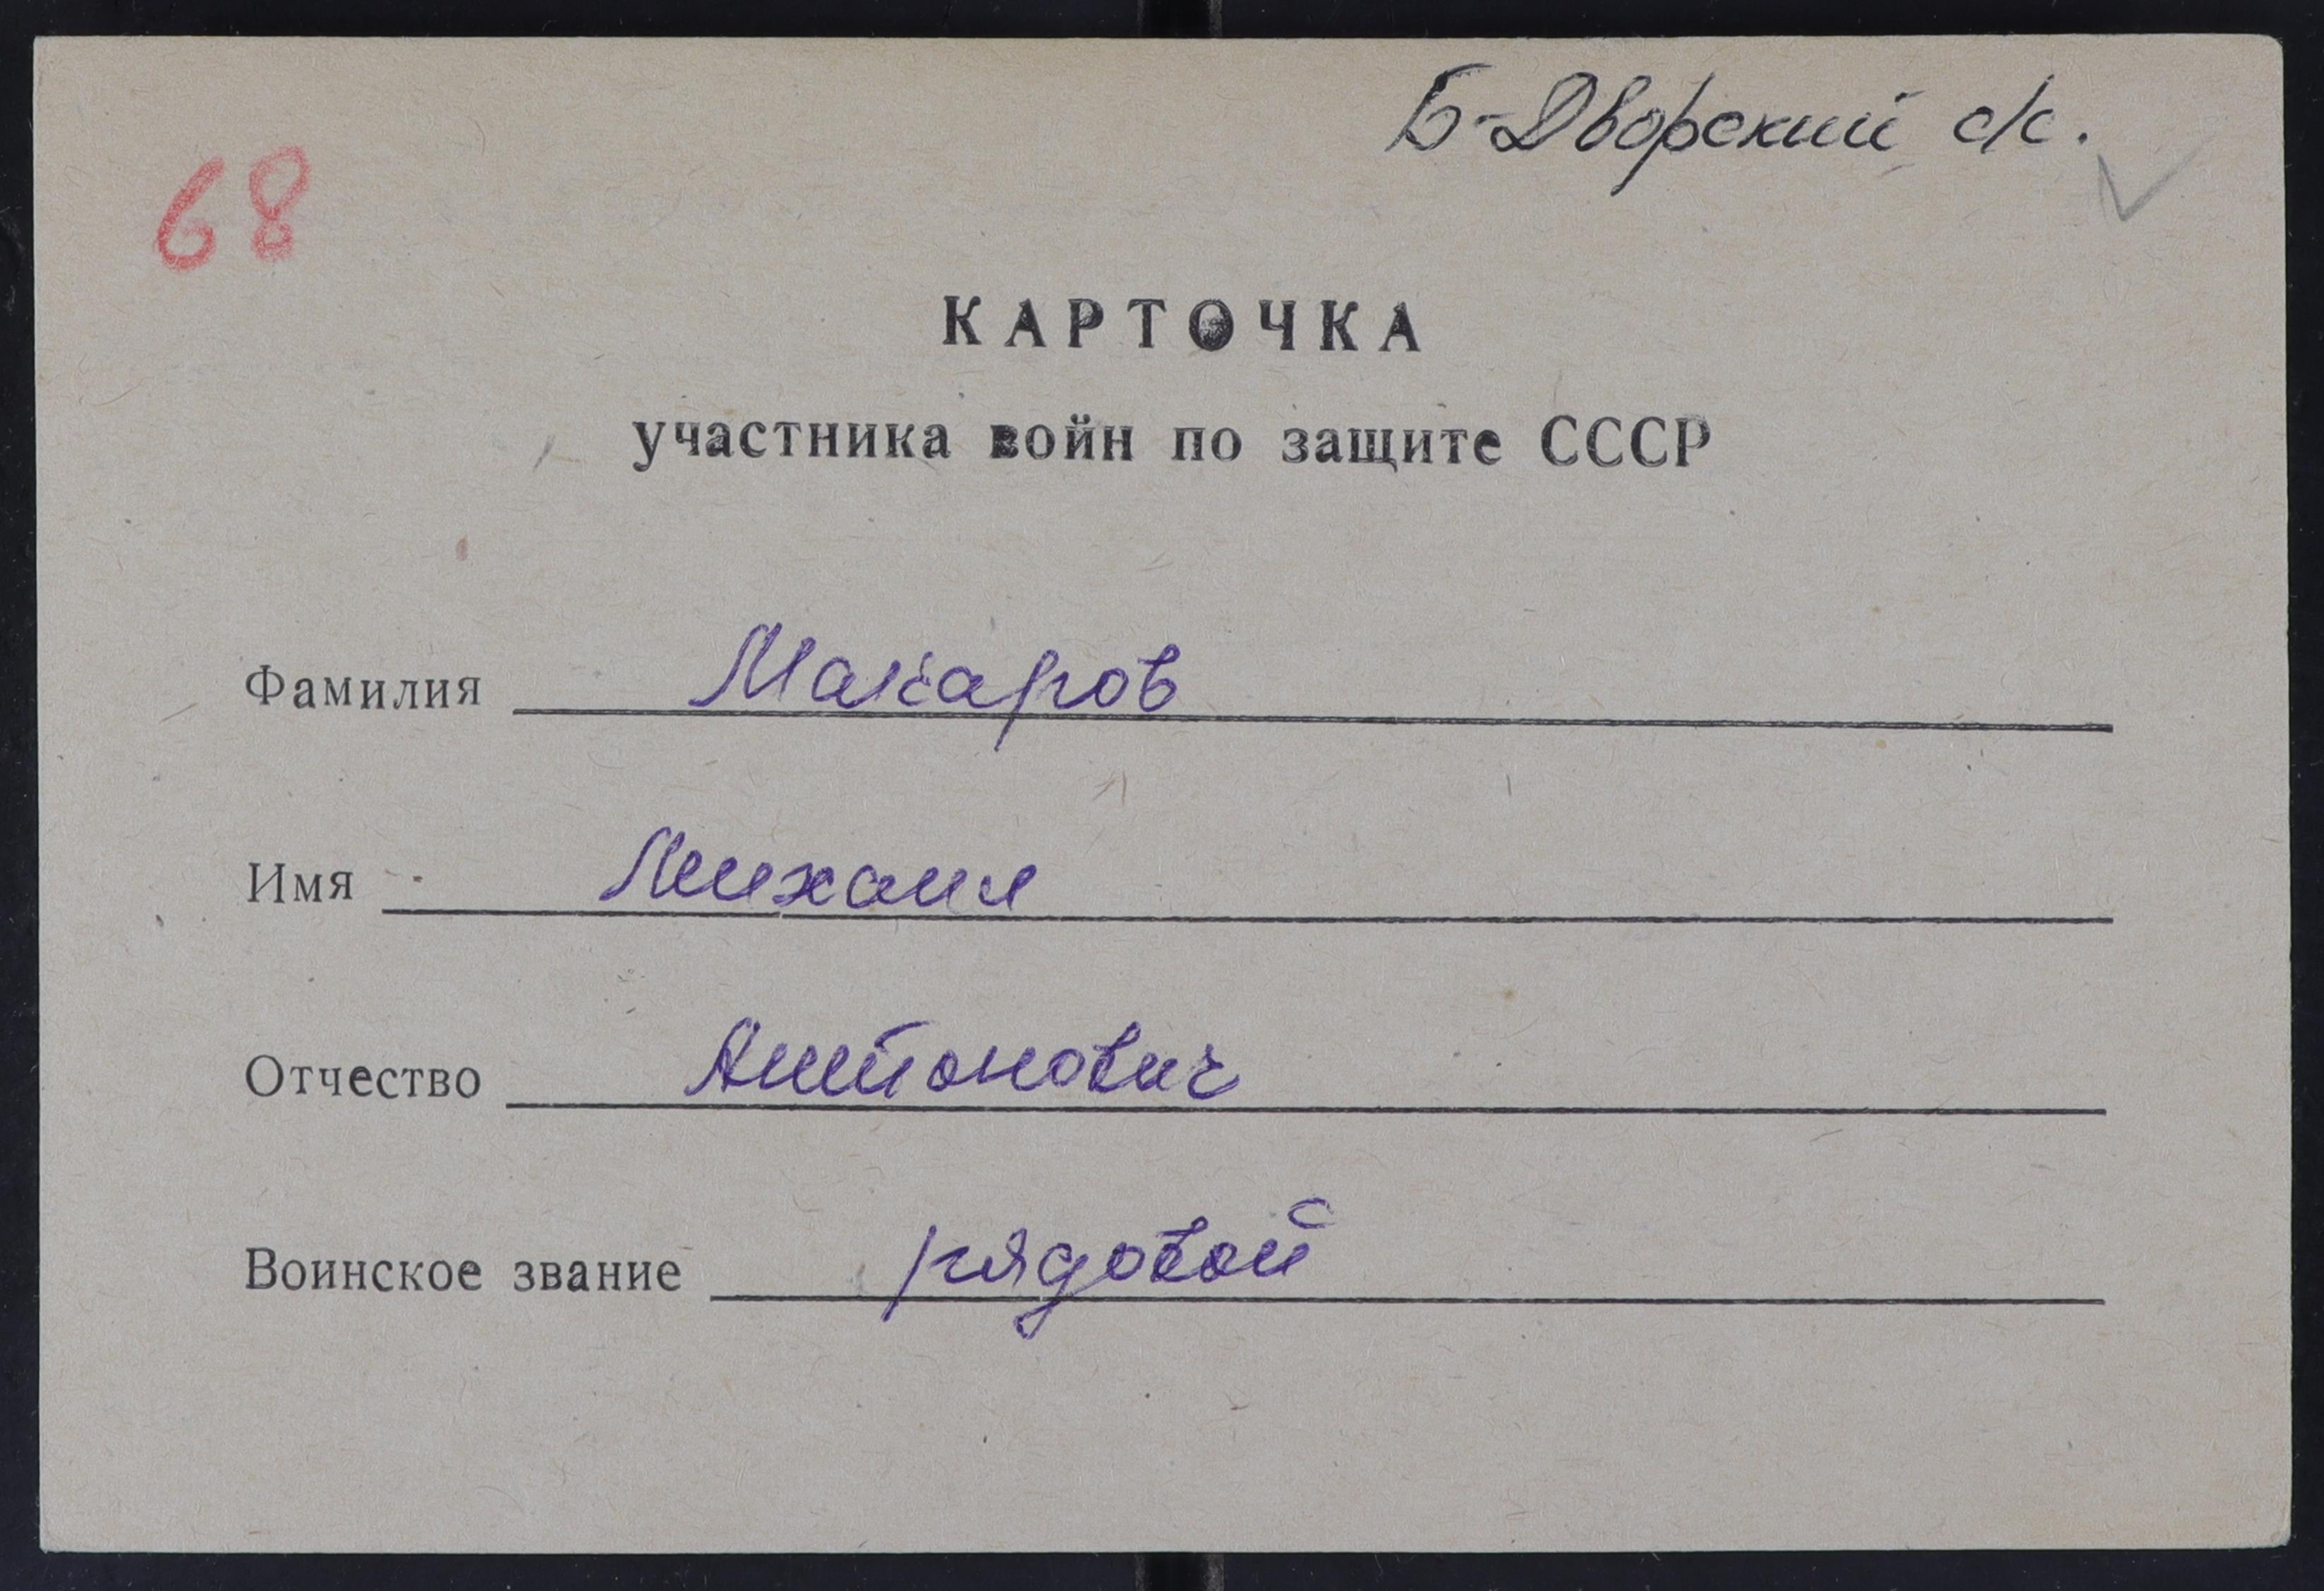 Б-Дворский с/с.
68
КАРТОЧКА
участника войн по защите СССР
Фамилия Макаров
Имя Михаил
Отчество Антонович
Воинское звание рядовой